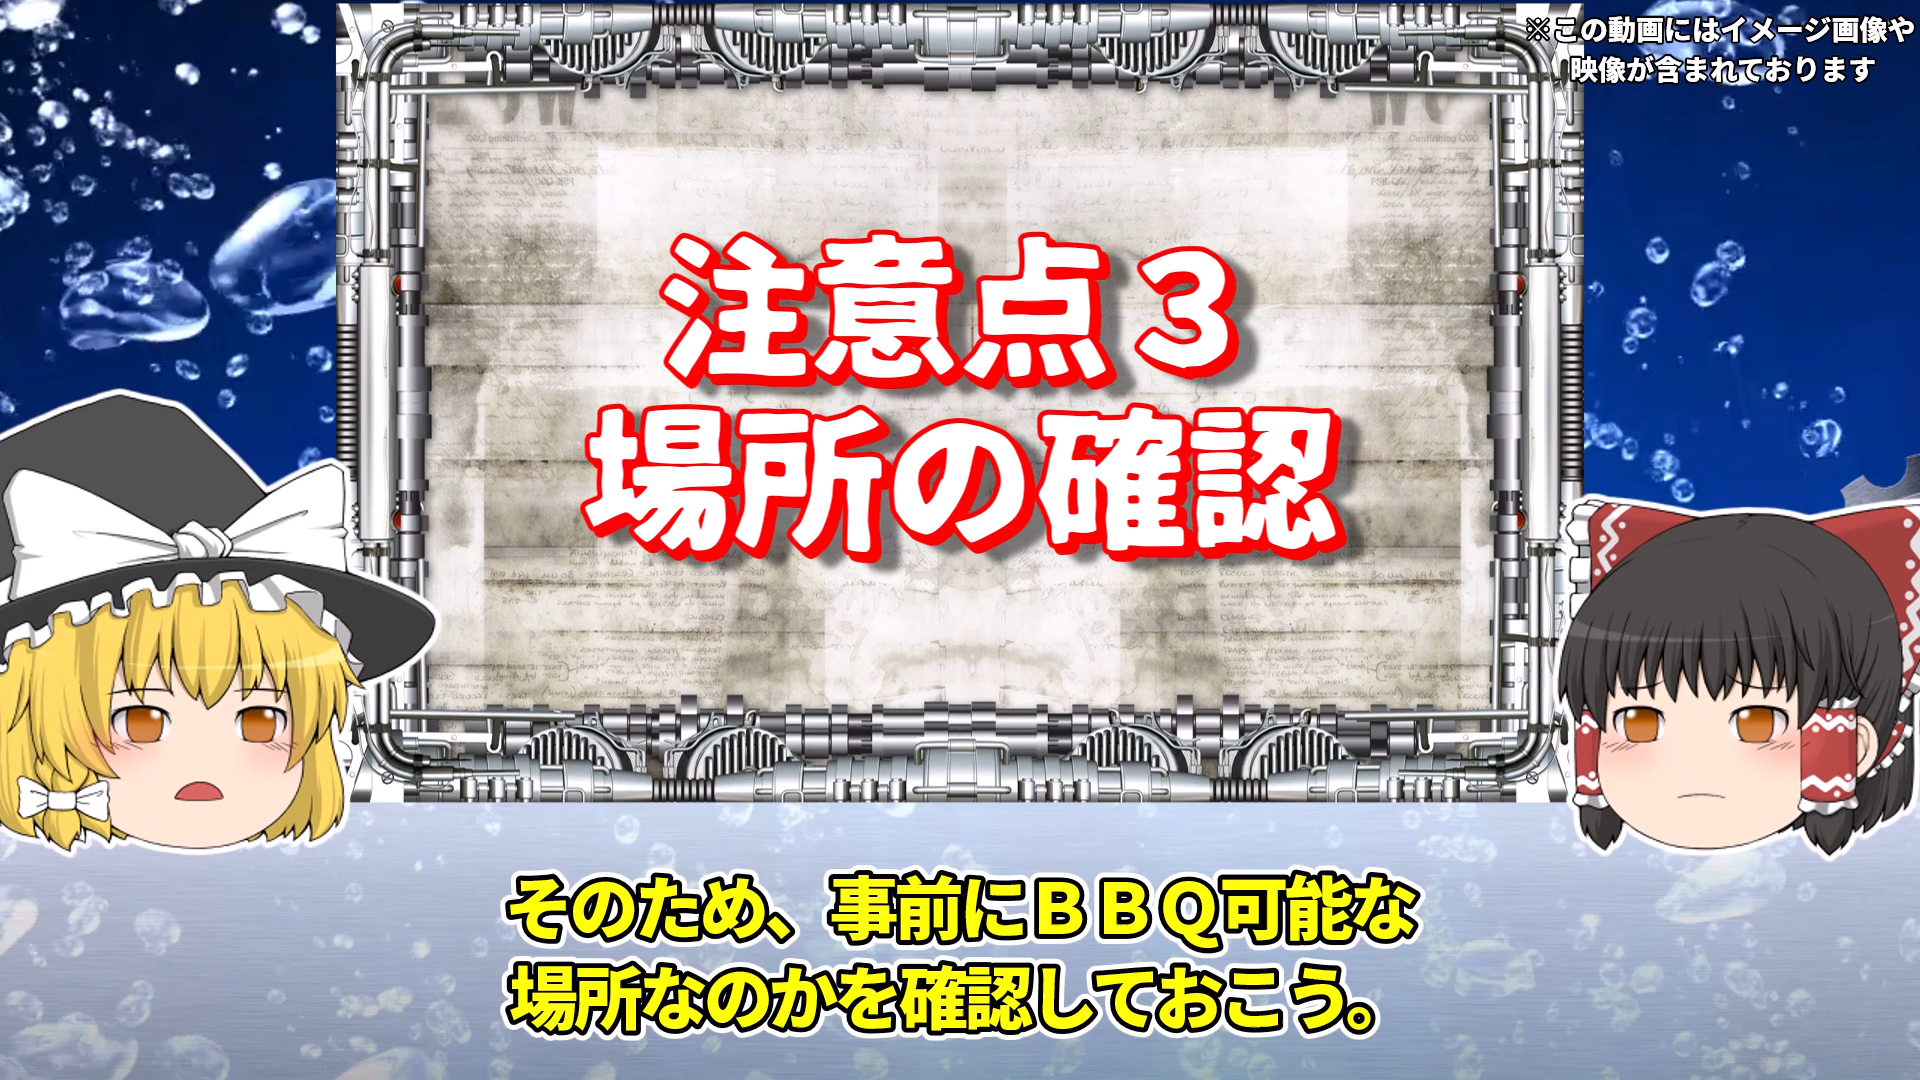 ※この動画にはイメージ画像や
映像が含まれております
注意点３
場所の確認
そのため、事前にＢＢＱ可能な
場所なのかを確認しておこう。